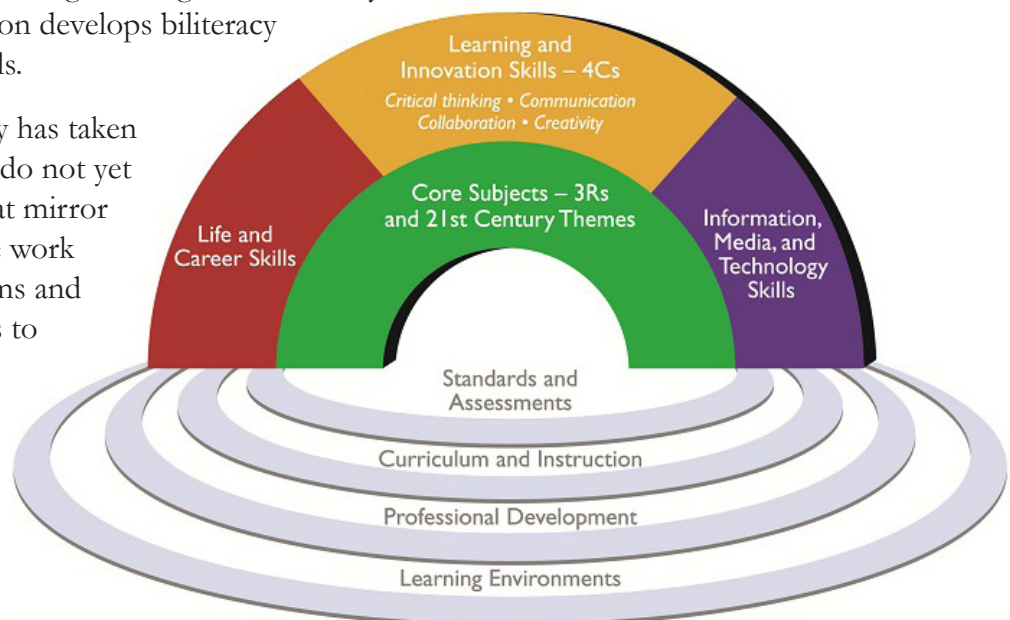 on develops biliteracy
has taken
do not yet
at mirror
work
ms and
s to
Learning and
Innovation Skills – 4Cs
Critical thinking • Communication
Collaboration • Creativity
Core Subjects – 3Rs
and 21st Century Themes
Life and
Career Skills
Information,
Media, and
Technology
Skills
Standards and
Assessments
Curriculum and Instruction
Professional Development
Learning Environments